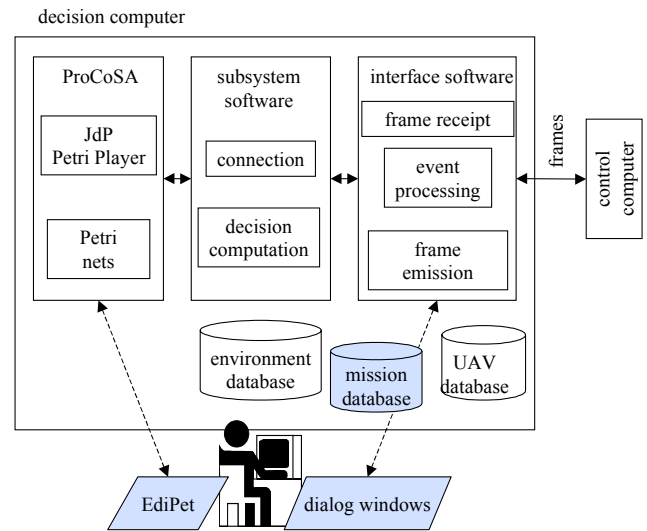 decision computer
ProCoSA
JdP
Petri Player
Petri
nets
subsystem
software
connection
decision
computation
interface software
frame receipt
event
processing
frame
emission
frames
control
computer
environment
database
mission
database
UAV
database
EdiPet
dialog windows